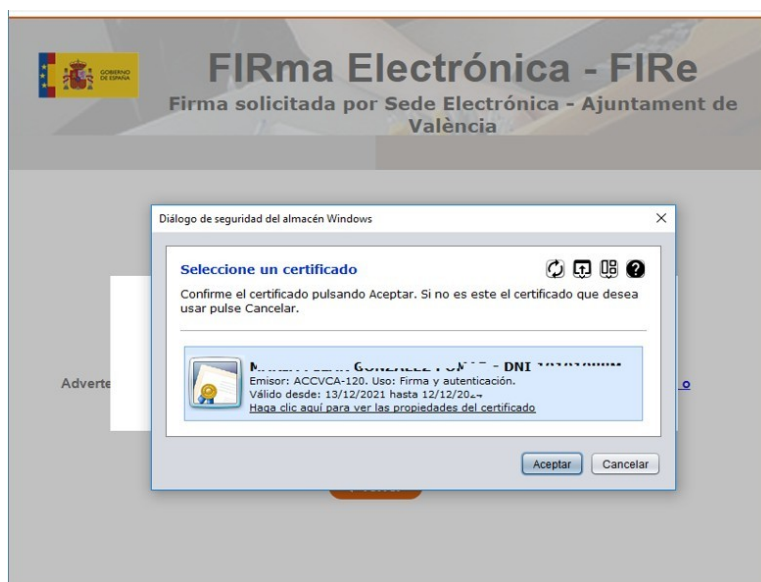 GOBIERNO
DE ESPAÑA
FIRma Electrónica - FIRe
Firma solicitada por Sede Electrónica - Ajuntament de
València
Diálogo de seguridad del almacén Windows
Seleccione un certificado
Confirme el certificado pulsando Aceptar. Si no es este el certificado que desea
usar pulse Cancelar.
- DNI
Emisor: ACCVCA-120. Uso: Firma y autenticación.
Válido desde: 13/12/2021 hasta
Haga clic aquí para ver las propiedades del certificado
Adverte
o
Aceptar Cancelar